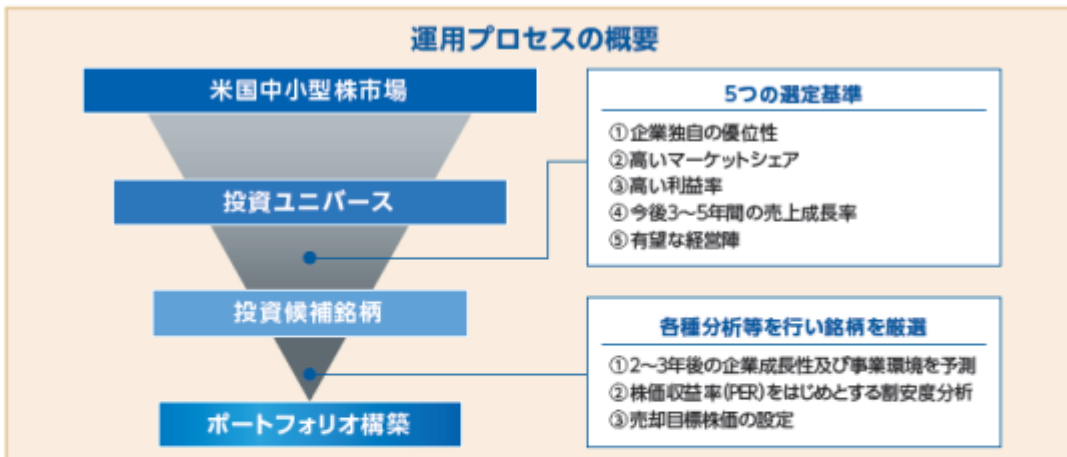 運用プロセスの概要
米国中小型株市場
投資ユニバース
投資候補銘柄
ポートフォリオ構築
5つの選定基準
①企業独自の優位性
②高いマーケットシェア
③高い利益率
④今後3～5年間の売上成長率
⑤有望な経営陣
各種分析等を行い銘柄を厳選
①2～3年後の企業成長性及び事業環境を予測
②株価収益率(PER)をはじめとする割安度分析
③売却目標株価の設定